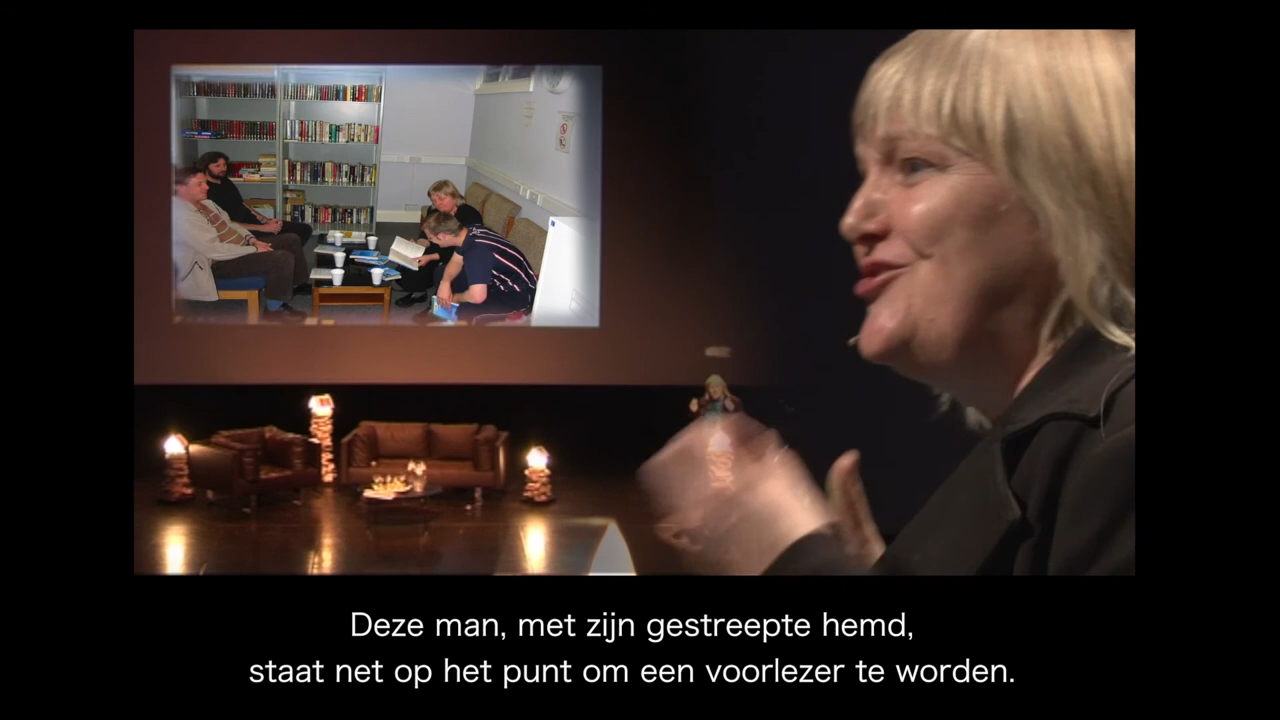 Deze man, met zijn gestreepte hemd,
staat net op het punt om een voorlezer te worden.